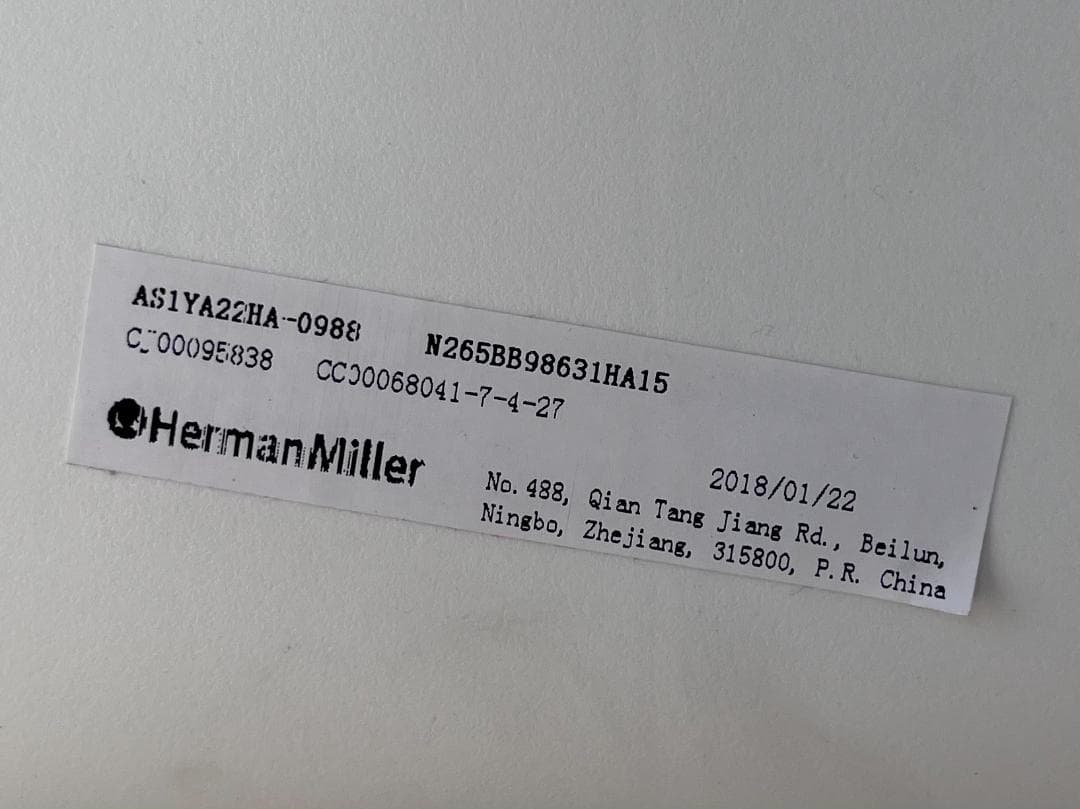 AS1YA22HA-0988 N265BB98631HA15
CC00068041-7-4-27
HermanMiller
2018/01/22
No. 488, Qian Tang Jiang Rd., Beilun,
Ningbo, Zhejiang, 315800, P.R. China